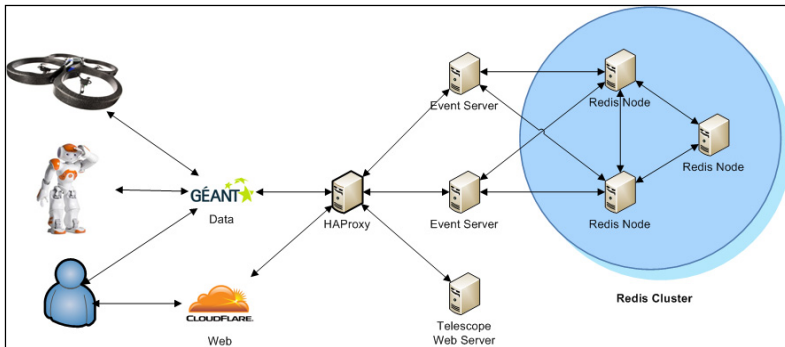 Event Server
Redis Node
Redis Node
GÉANT
Data
HAProxy
Event Server
Redis Node
CLOUDFLARE.
Web
Telescope
Web Server
Redis Cluster